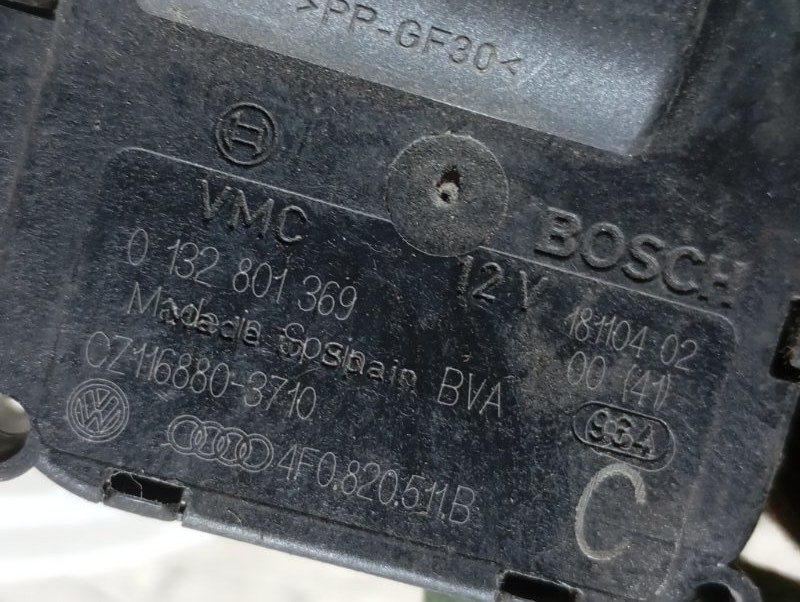 >PP-GF30<
VMC BOSCH
0 132 801 369 12V 181104 02
Made in Spain BVA 00 (41)
CZ116880-3710 964
4F0.820.511.B C